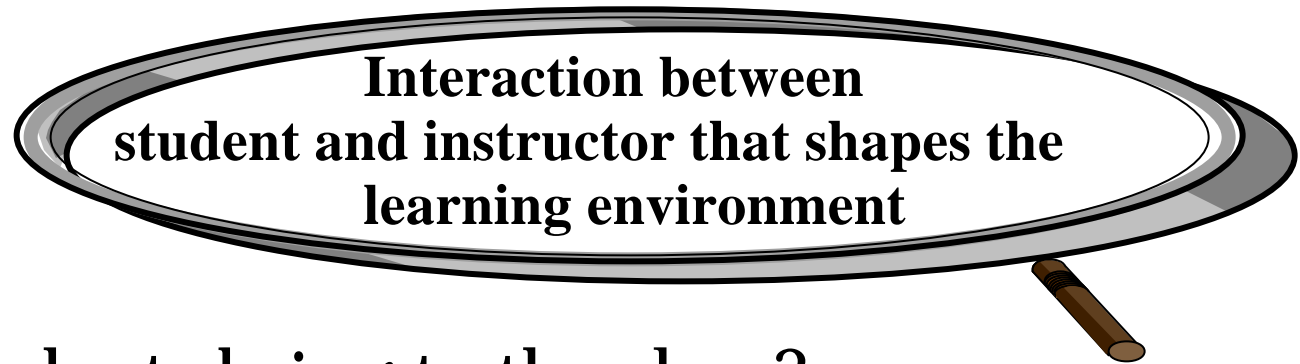 Interaction between
student and instructor that shapes the
learning environment